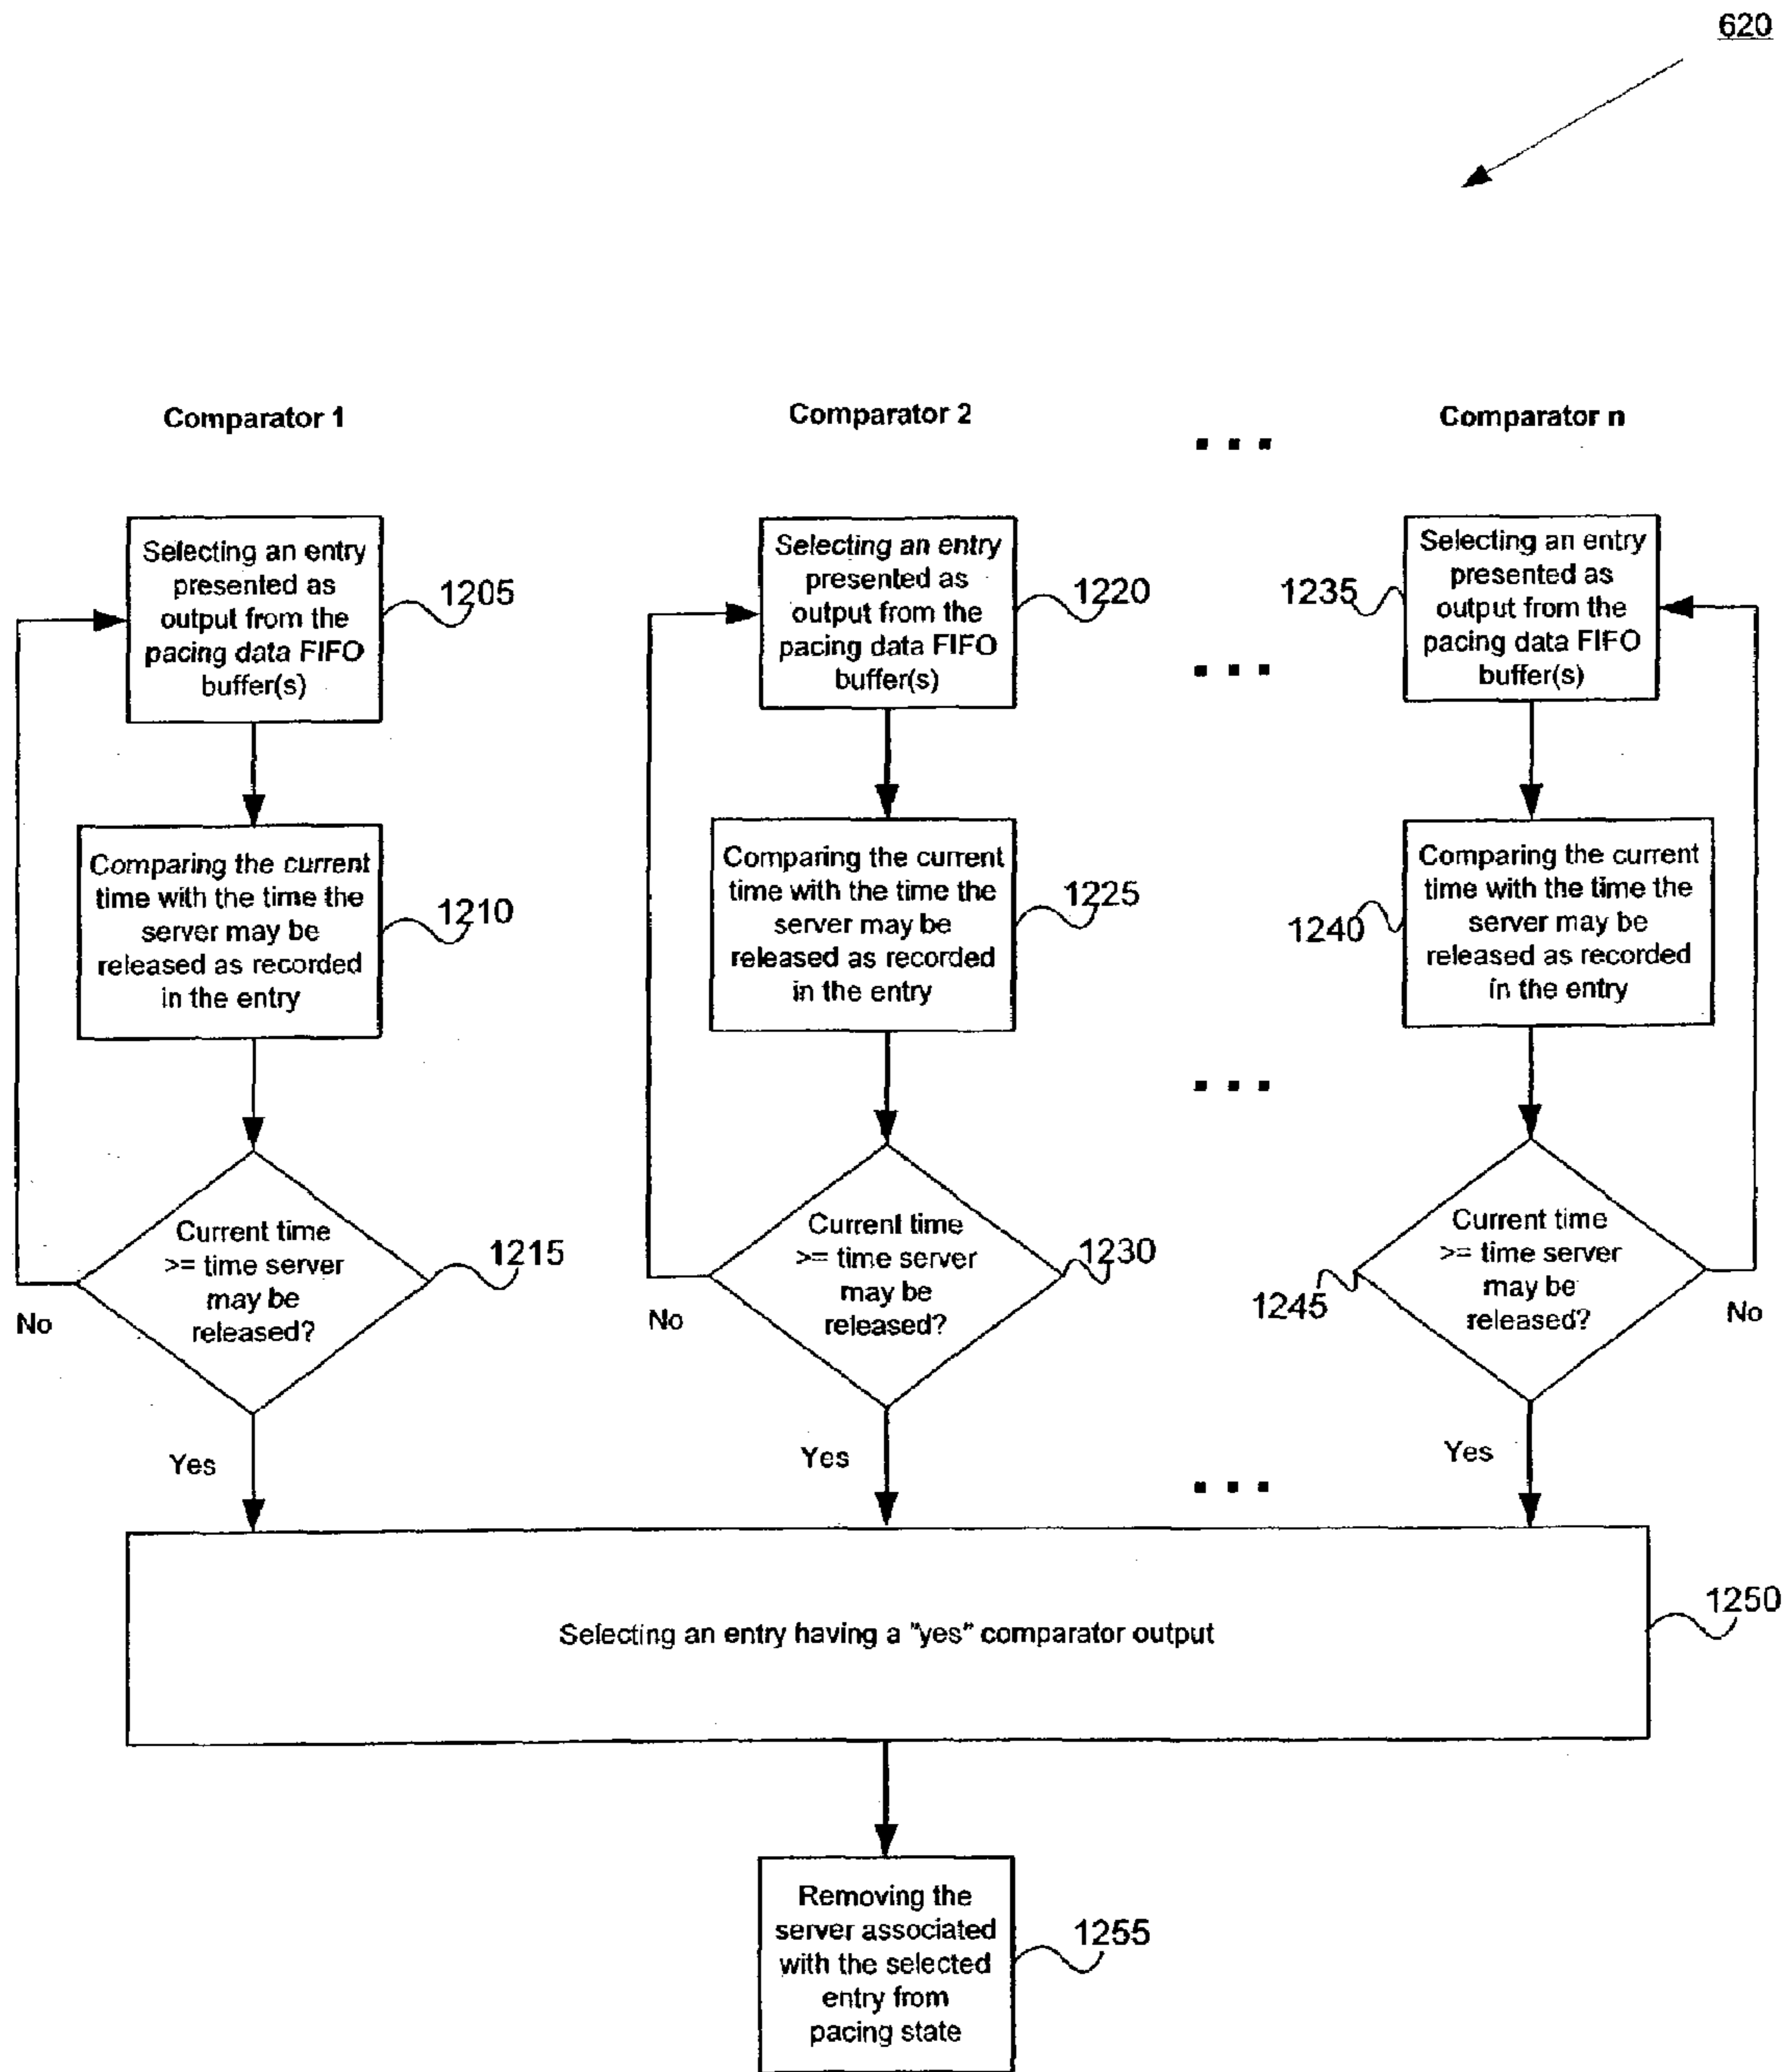 620
Comparator 1
Comparator 2
...
Comparator n
Selecting an entry
presented as
output from the
pacing data FIFO
buffer(s)
1205
Selecting an entry
presented as
output from the
pacing data FIFO
buffer(s)
1220
...
1235
Selecting an entry
presented as
output from the
pacing data FIFO
buffer(s)
Comparing the current
time with the time the
server may be
released as recorded
in the entry
1210
Comparing the current
time with the time the
server may be
released as recorded
in the entry
1225
1240
Comparing the current
time with the time the
server may be
released as recorded
in the entry
...
Current time
>= time server
may be
released?
1215
No
Yes
Current time
>= time server
may be
released?
1230
No
Yes
...
1245
Current time
>= time server
may be
released?
No
Yes
Selecting an entry having a "yes" comparator output
1250
Removing the
server associated
with the selected
entry from
pacing state
1255